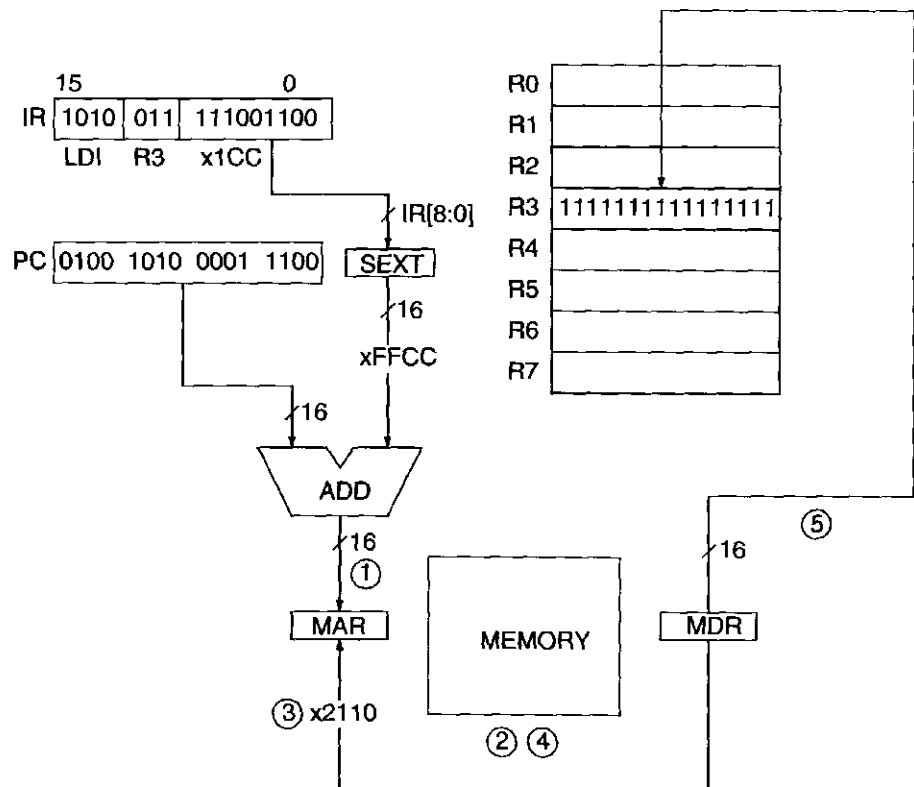 15 0
IR 1010 011 111001100
LDI R3 x1CC
IR[8:0]
PC 0100 1010 0001 1100
SEXT
16
xFFCC
16
ADD
16
①
MAR
③ x2110
MEMORY
② ④
R0
R1
R2
R3 1111111111111111
R4
R5
R6
R7
⑤
16
MDR